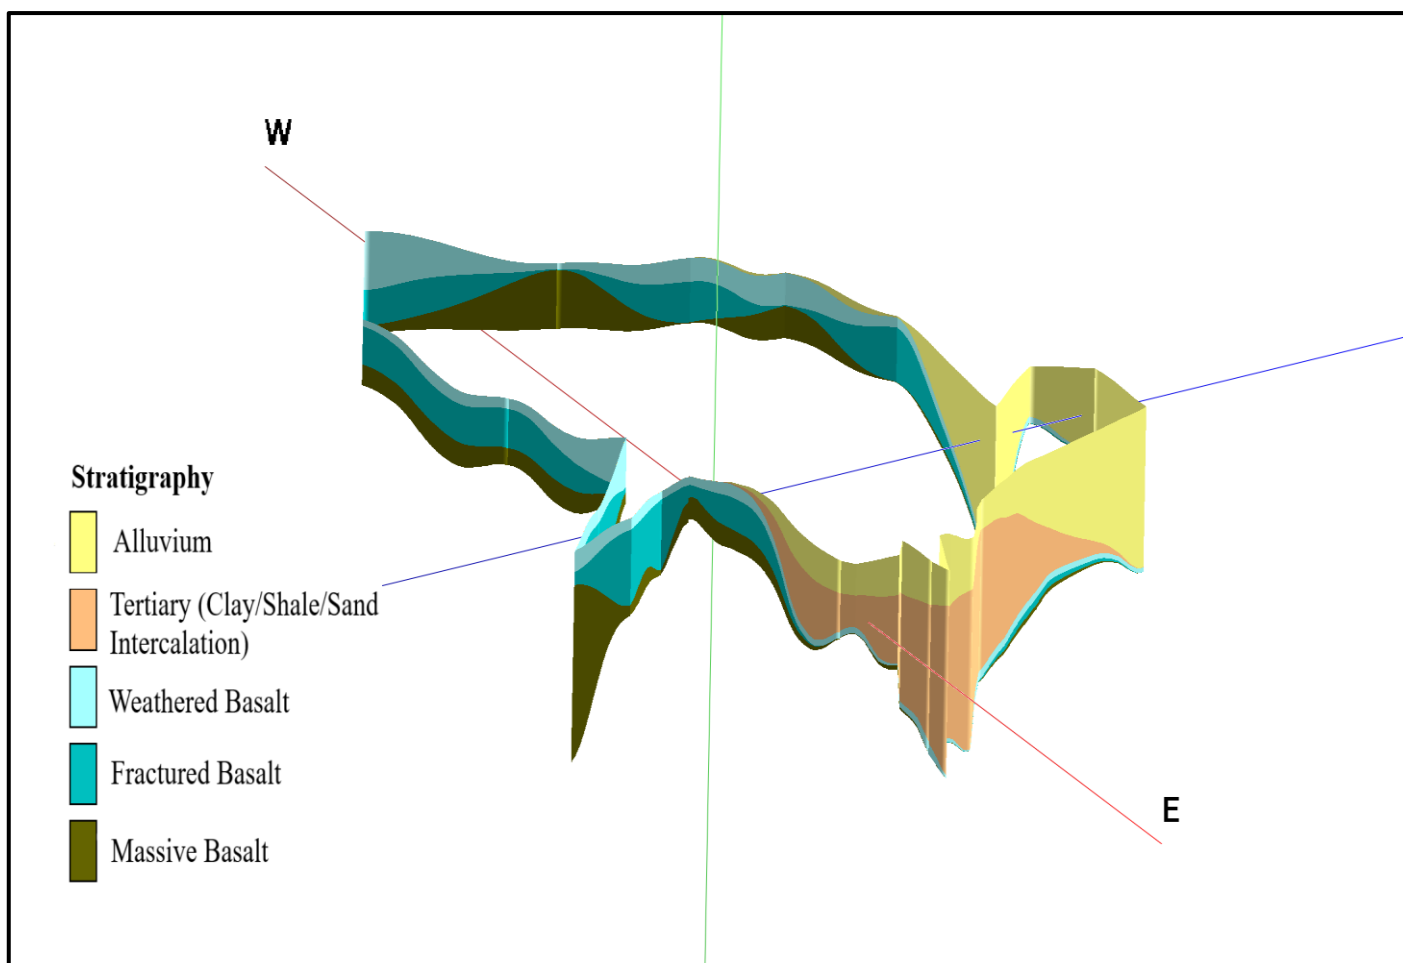 W
Stratigraphy
Alluvium
Tertiary (Clay/Shale/Sand
Intercalation)
Weathered Basalt
Fractured Basalt
Massive Basalt
E